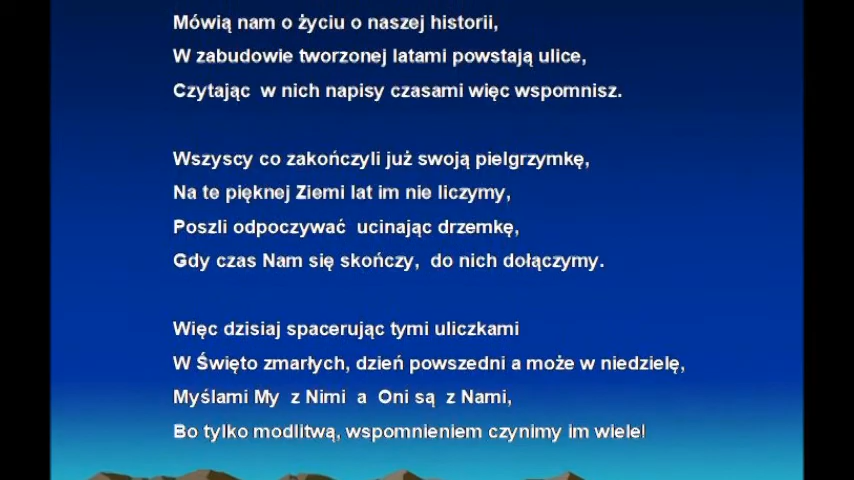 Mówią nam o życiu o naszej historii,
W zabudowie tworzonej latami powstają ulice,
Czytając  w nich napisy czasami więc wspomnisz.
Wszyscy co zakończyli już swoją pielgrzymkę,
Na te pięknej Ziemi lat im nie liczymy,
Poszli odpoczywać  ucinając drzemkę,
Gdy czas Nam się skończy,  do nich dołączymy.
Więc dzisiaj spacerując tymi uliczkami
W Święto zmarłych, dzień powszedni a może w niedzielę,
Myślami My  z Nimi  a  Oni są  z Nami,
Bo tylko modlitwą, wspomnieniem czynimy im wiele!